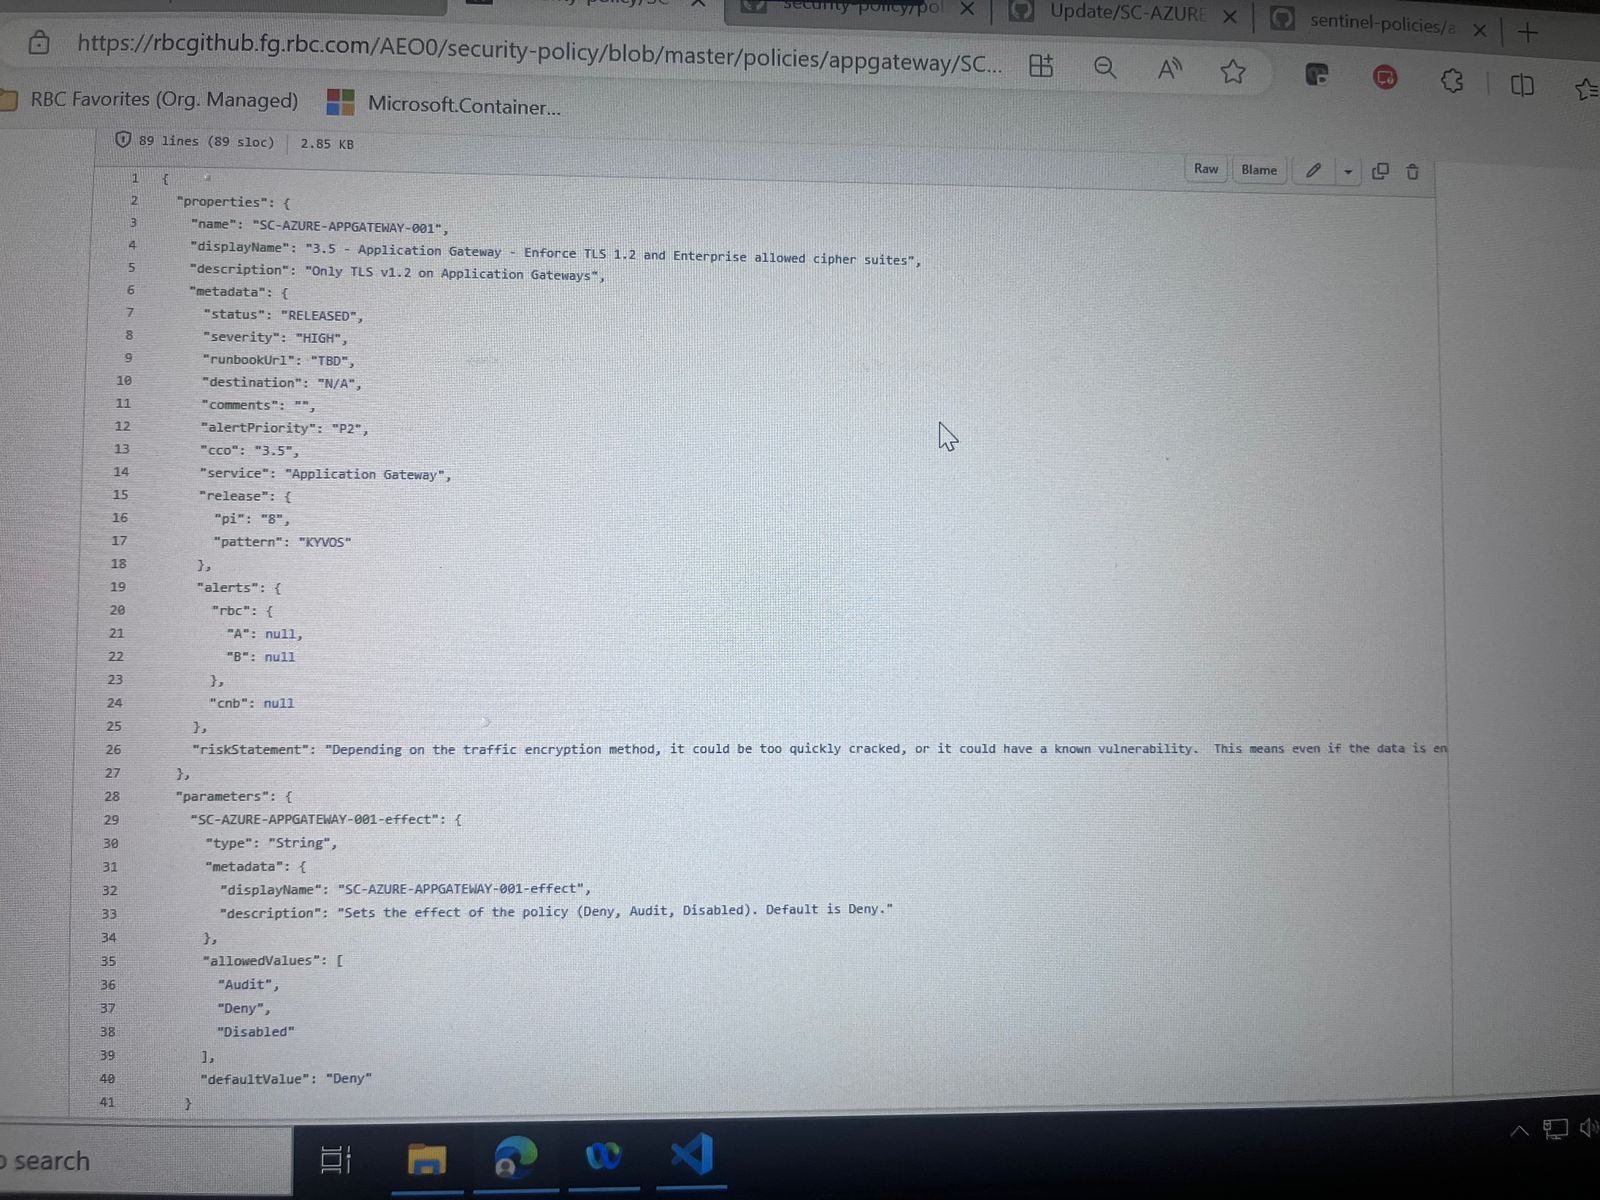 security-policy/pol
Update/SC-AZURE
sentinel-policies/a
https://rbcgithub.fg.rbc.com/AEO0/security-policy/blob/master/policies/appgateway/SC...
RBC Favorites (Org. Managed)
Microsoft.Container...
89 lines (89 sloc)
2.85 KB
Raw
Blame
1 {
2 "properties": {
3 "name": "SC-AZURE-APPGATEWAY-001",
4 "displayName": "3.5 - Application Gateway - Enforce TLS 1.2 and Enterprise allowed cipher suites",
5 "description": "Only TLS v1.2 on Application Gateways",
6 "metadata": {
7 "status": "RELEASED",
8 "severity": "HIGH",
9 "runbookUrl": "TBD",
10 "destination": "N/A",
11 "comments": "",
12 "alertPriority": "P2",
13 "cco": "3.5",
14 "service": "Application Gateway",
15 "release": {
16 "pi": "8",
17 "pattern": "KYVOS"
18 },
19 "alerts": {
20 "rbc": {
21 "A": null,
22 "B": null
23 },
24 "cnb": null
25 },
26 "riskStatement": "Depending on the traffic encryption method, it could be too quickly cracked, or it could have a known vulnerability.  This means even if the data is en
27 },
28 "parameters": {
29 "SC-AZURE-APPGATEWAY-001-effect": {
30 "type": "String",
31 "metadata": {
32 "displayName": "SC-AZURE-APPGATEWAY-001-effect",
33 "description": "Sets the effect of the policy (Deny, Audit, Disabled). Default is Deny."
34 },
35 "allowedValues": [
36 "Audit",
37 "Deny",
38 "Disabled"
39 ],
40 "defaultValue": "Deny"
41 }
search